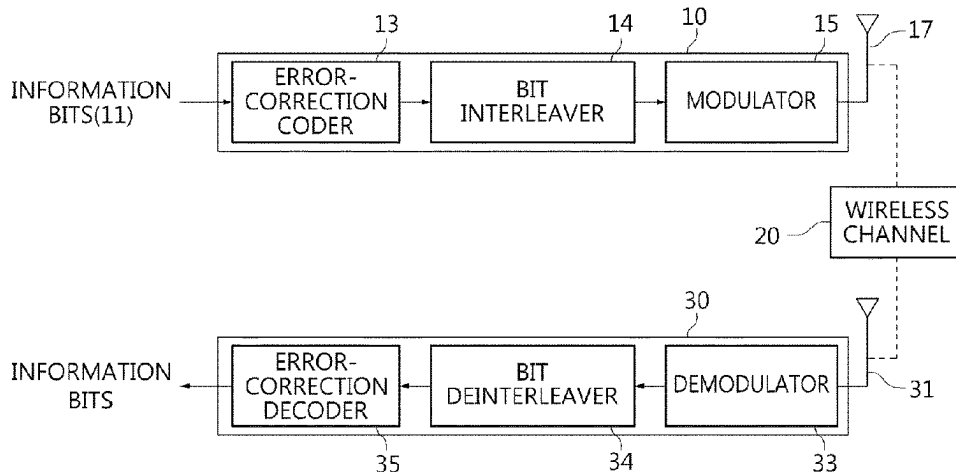 13
14
10
15
17
INFORMATION
BITS(11)
ERROR-
CORRECTION
CODER
BIT
INTERLEAVER
MODULATOR
20
WIRELESS
CHANNEL
30
INFORMATION
BITS
ERROR-
CORRECTION
DECODER
BIT
DEINTERLEAVER
DEMODULATOR
31
35
34
33